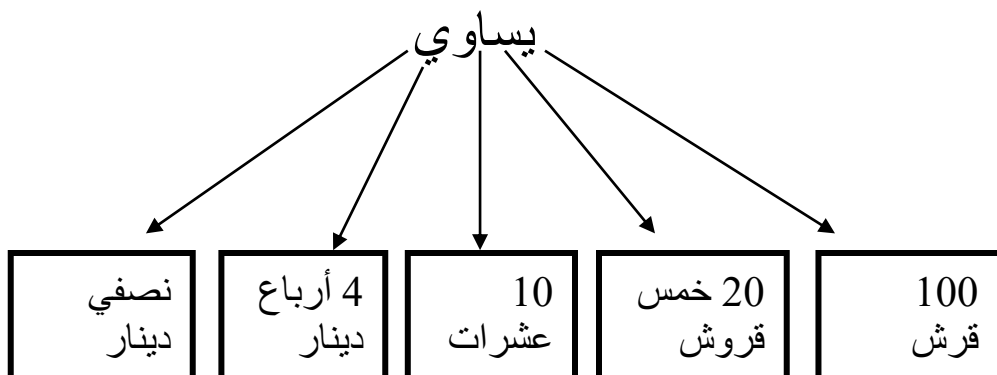 يساوي
100
قرش
20 خمس
قروش
10
عشرات
4 أرباع
دينار
نصفي
دينار